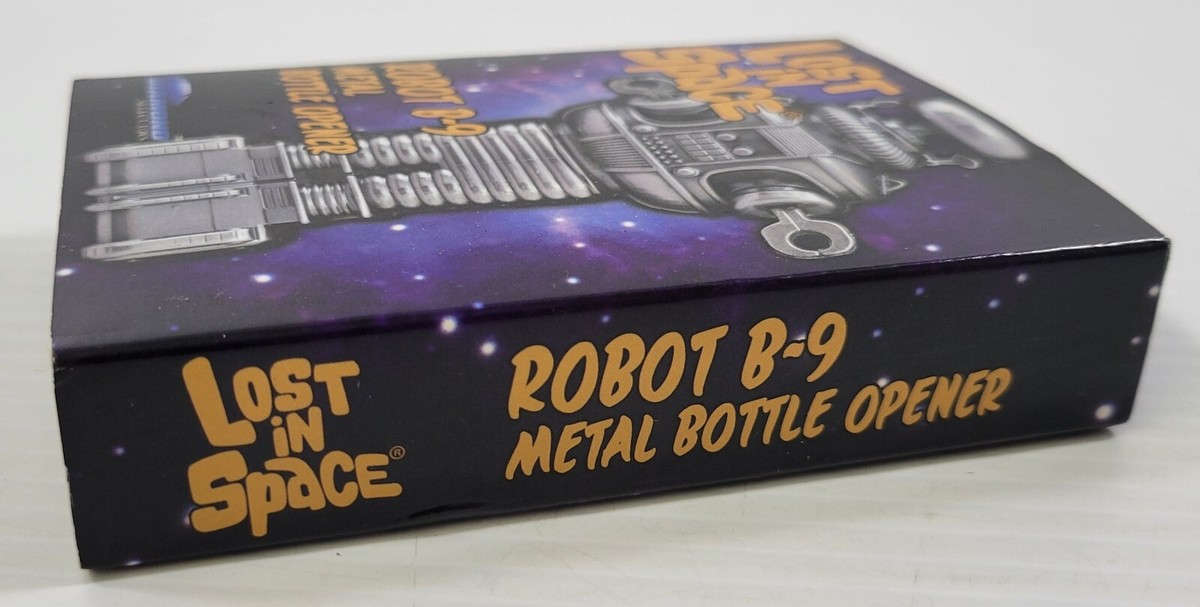 LOST
IN
SPACE
ROBOT B-9
METAL
BOTTLE OPENER
LOST
iN
SpaCE®
ROBOT B-9
METAL BOTTLE OPENER